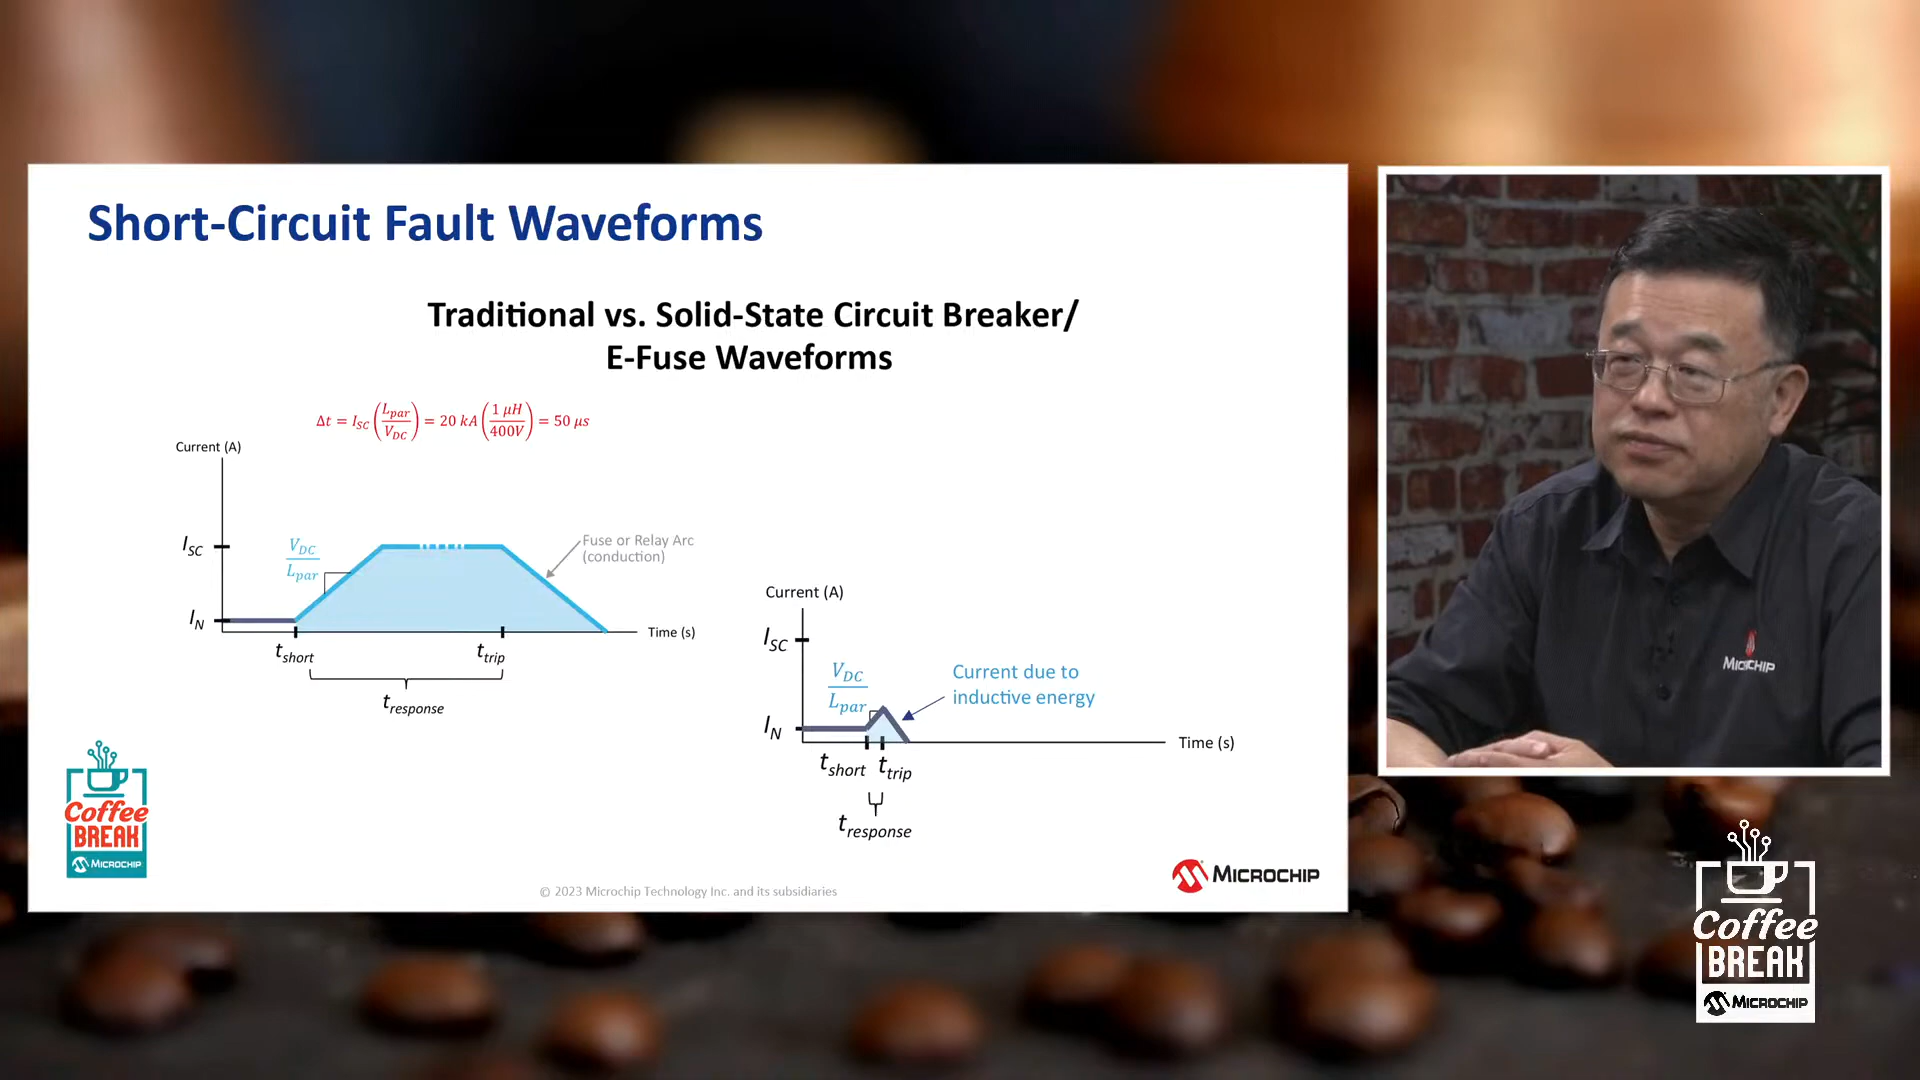 Short-Circuit Fault Waveforms
Traditional vs. Solid-State Circuit Breaker/
E-Fuse Waveforms
Δt = I_SC (L_par / V_DC) = 20 kA (1 μH / 400V) = 50 μs
Current (A)
I_SC
V_DC / L_par
Fuse or Relay Arc
(conduction)
I_N
Time (s)
t_short
t_trip
t_response
Current (A)
I_SC
V_DC / L_par
Current due to
inductive energy
I_N
Time (s)
t_short
t_trip
t_response
Coffee
BREAK
MICROCHIP
MICROCHIP
© 2023 Microchip Technology Inc. and its subsidiaries
MICROCHIP
Coffee
BREAK
MICROCHIP